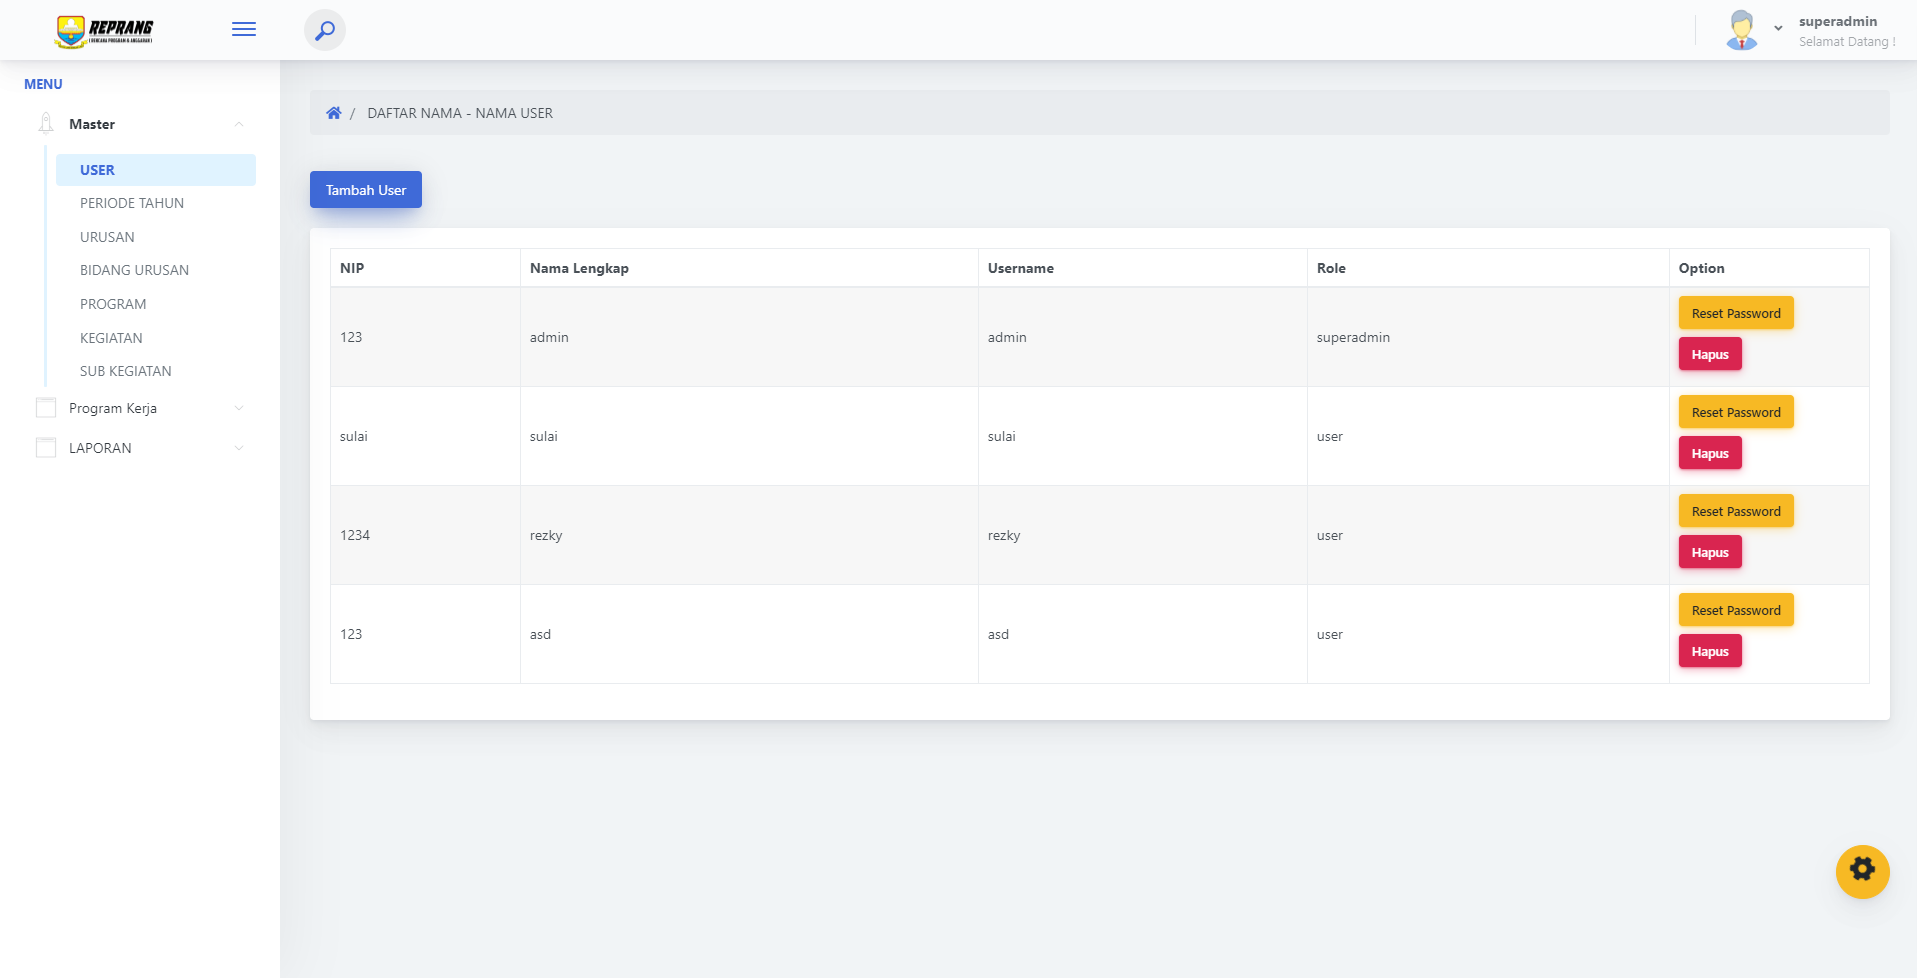 REPRANG
( RENCANA PROGRAM & ANGGARAN )
superadmin
Selamat Datang !
MENU
Master
USER
PERIODE TAHUN
URUSAN
BIDANG URUSAN
PROGRAM
KEGIATAN
SUB KEGIATAN
Program Kerja
LAPORAN
/ DAFTAR NAMA - NAMA USER
Tambah User
NIP Nama Lengkap Username Role Option
123 admin admin superadmin Reset Password
Hapus
sulai sulai sulai user Reset Password
Hapus
1234 rezky rezky user Reset Password
Hapus
123 asd asd user Reset Password
Hapus